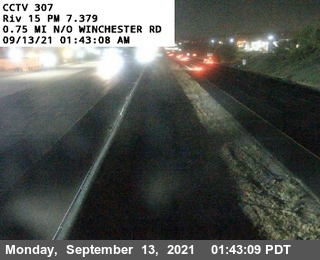 CCTV 307
Riv 15 PM 7.379
0.75 MI N/O WINCHESTER RD
09/13/21 01:43:08 AM
Monday, September 13, 2021 01:43:09 PDT